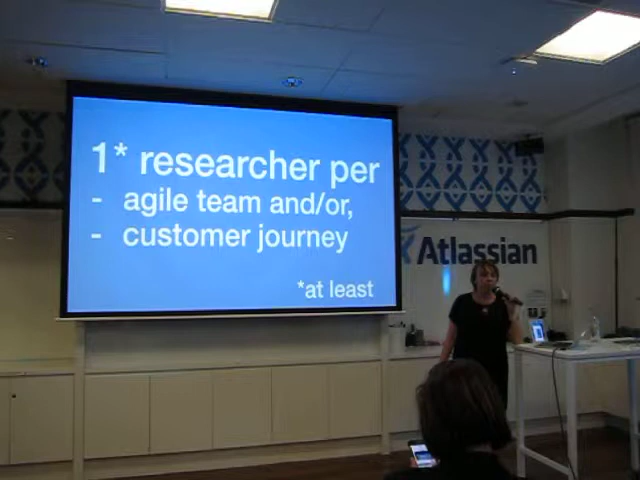 1* researcher per
- agile team and/or,
- customer journey
*at least
Atlassian